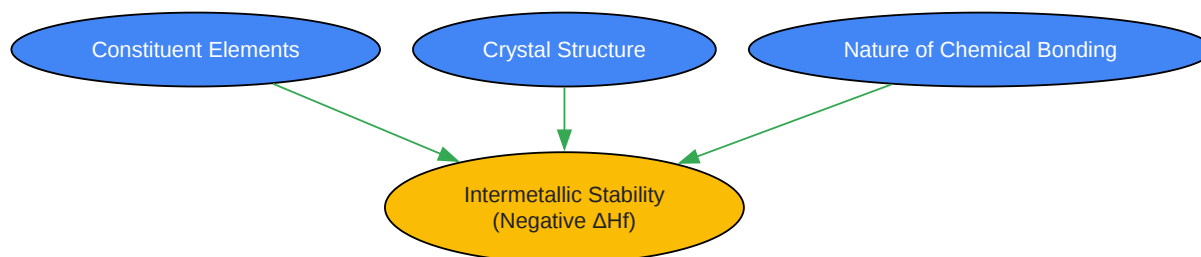 Constituent Elements
Crystal Structure
Nature of Chemical Bonding
Intermetallic Stability
(Negative ΔHf)